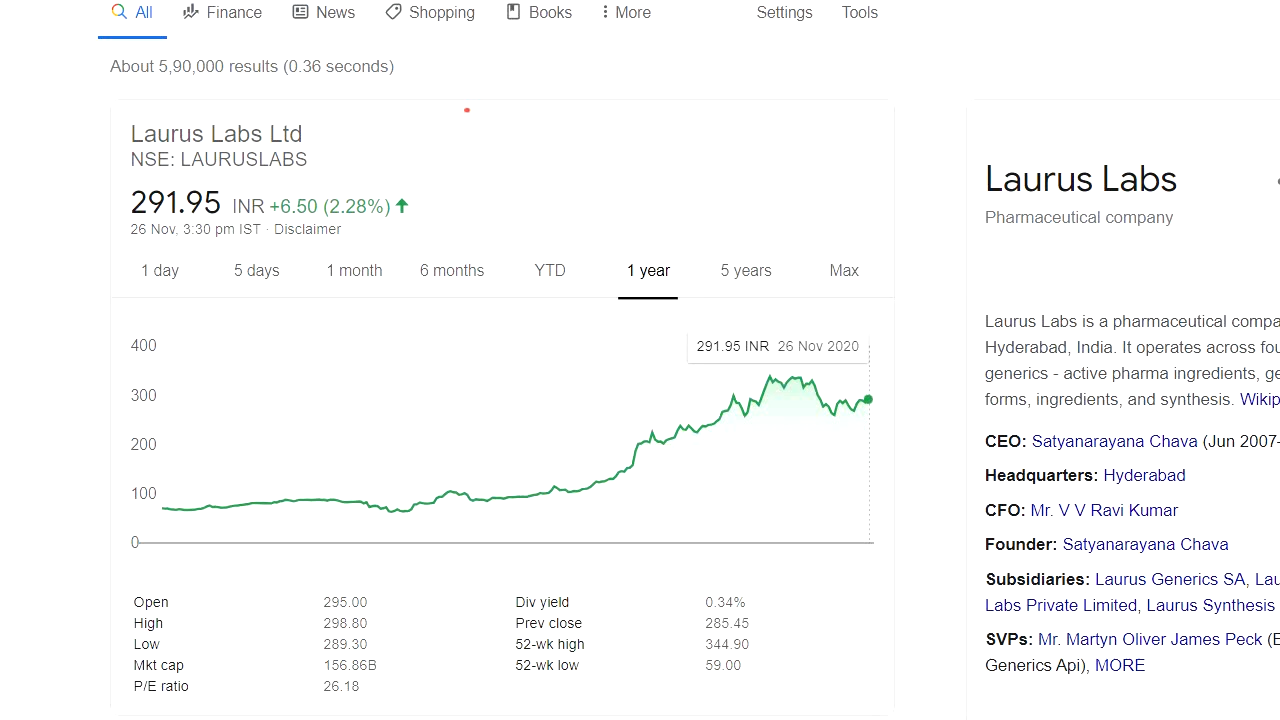 All Finance News Shopping Books More Settings Tools
About 5,90,000 results (0.36 seconds)
Laurus Labs Ltd
NSE: LAURUSLABS
291.95 INR +6.50 (2.28%)
26 Nov, 3:30 pm IST · Disclaimer
1 day 5 days 1 month 6 months YTD 1 year 5 years Max
291.95 INR 26 Nov 2020
400
300
200
100
0
Open 295.00 Div yield 0.34%
High 298.80 Prev close 285.45
Low 289.30 52-wk high 344.90
Mkt cap 156.86B 52-wk low 59.00
P/E ratio 26.18
Laurus Labs
Pharmaceutical company
Laurus Labs is a pharmaceutical compa
Hyderabad, India. It operates across fou
generics - active pharma ingredients, ge
forms, ingredients, and synthesis. Wikip
CEO: Satyanarayana Chava (Jun 2007-
Headquarters: Hyderabad
CFO: Mr. V V Ravi Kumar
Founder: Satyanarayana Chava
Subsidiaries: Laurus Generics SA, Lau
Labs Private Limited, Laurus Synthesis
SVPs: Mr. Martyn Oliver James Peck (E
Generics Api), MORE